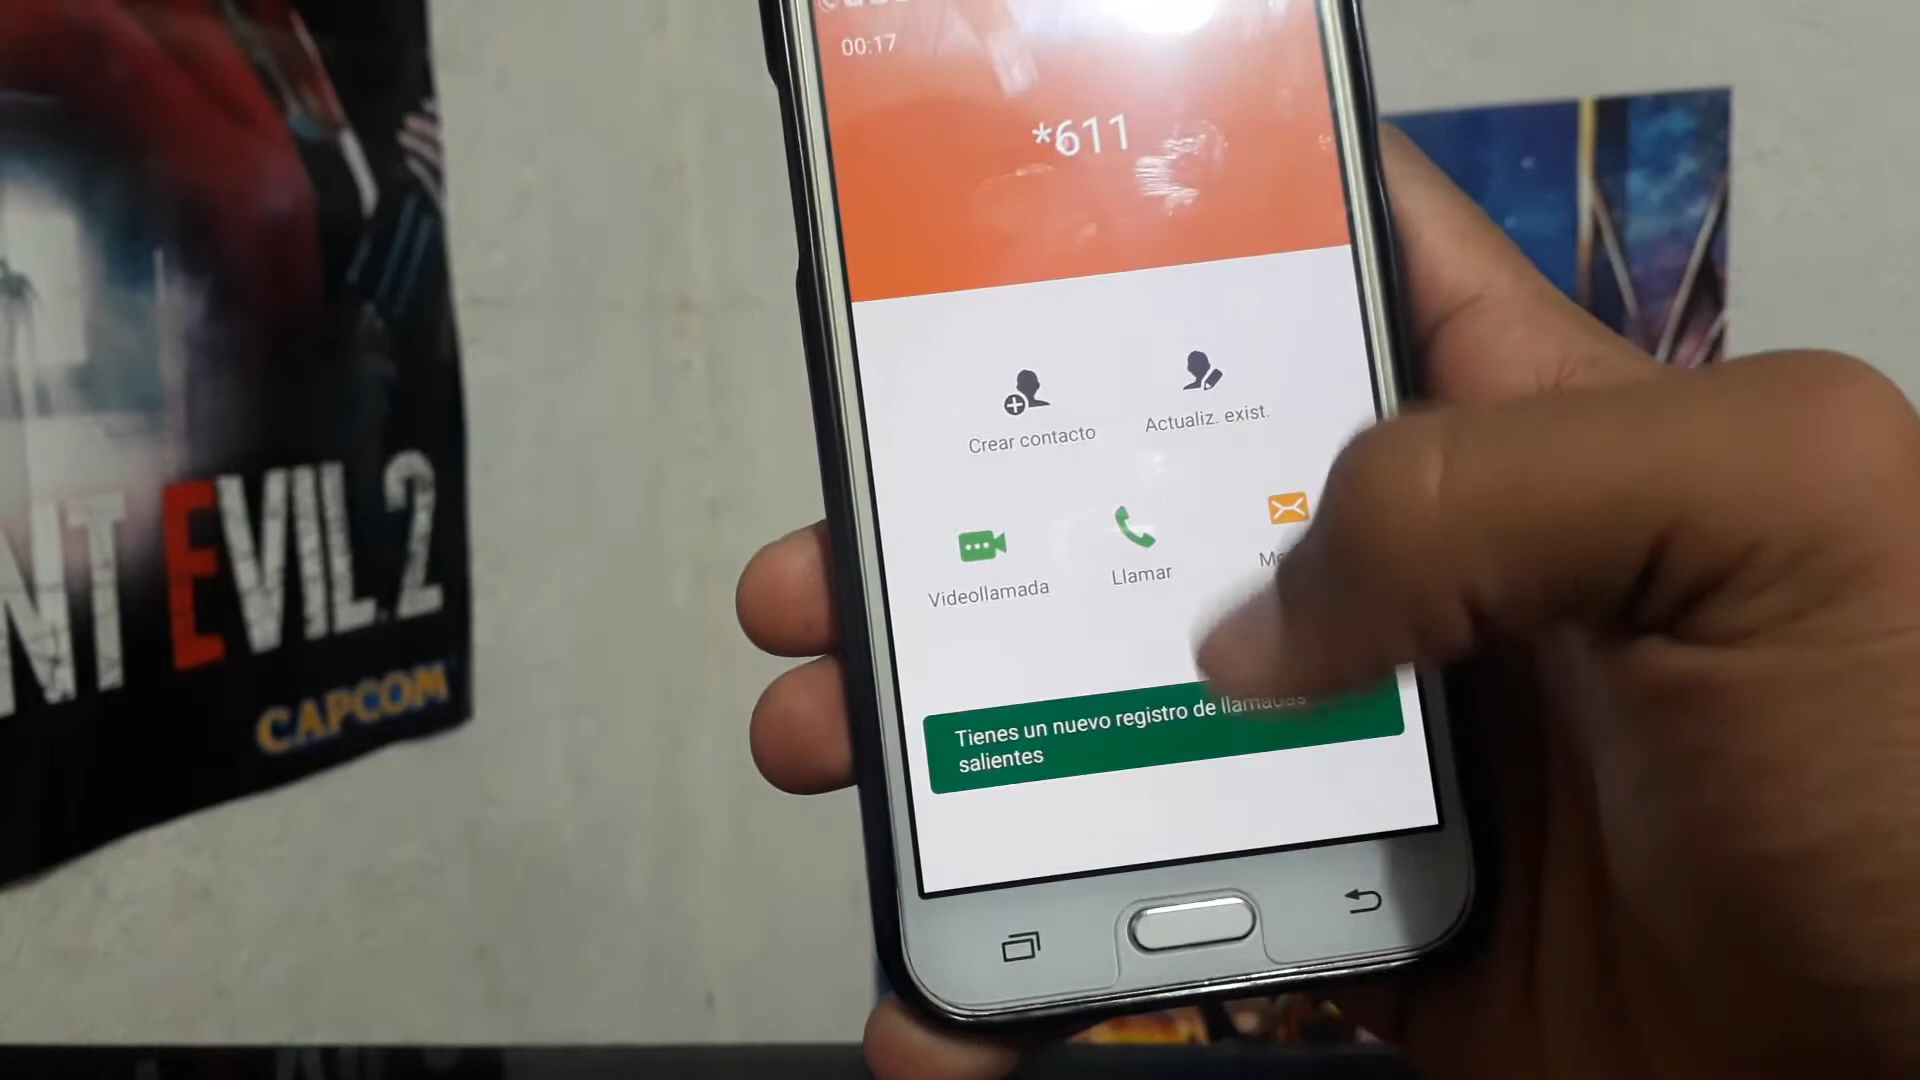 00:17
*611
Crear contacto
Actualiz. exist.
Videollamada
Llamar
Tienes un nuevo registro de llamadas
salientes
NT EVIL 2
CAPCOM